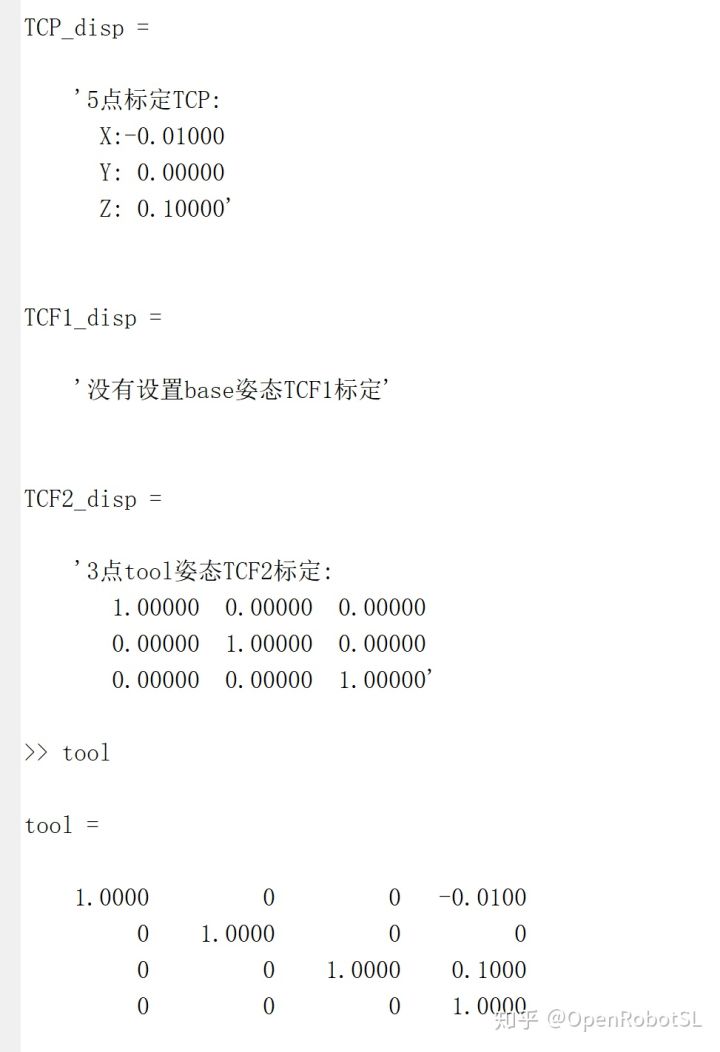 TCP_disp =
'5点标定TCP:
X:-0.01000
Y: 0.00000
Z: 0.10000'
TCF1_disp =
'没有设置base姿态TCF1标定'
TCF2_disp =
'3点tool姿态TCF2标定:
1.00000 0.00000 0.00000
0.00000 1.00000 0.00000
0.00000 0.00000 1.00000'
>> tool
tool =
1.0000 0 0 -0.0100
0 1.0000 0 0
0 0 1.0000 0.1000
0 0 0 1.0000
知乎 @OpenRobotSL